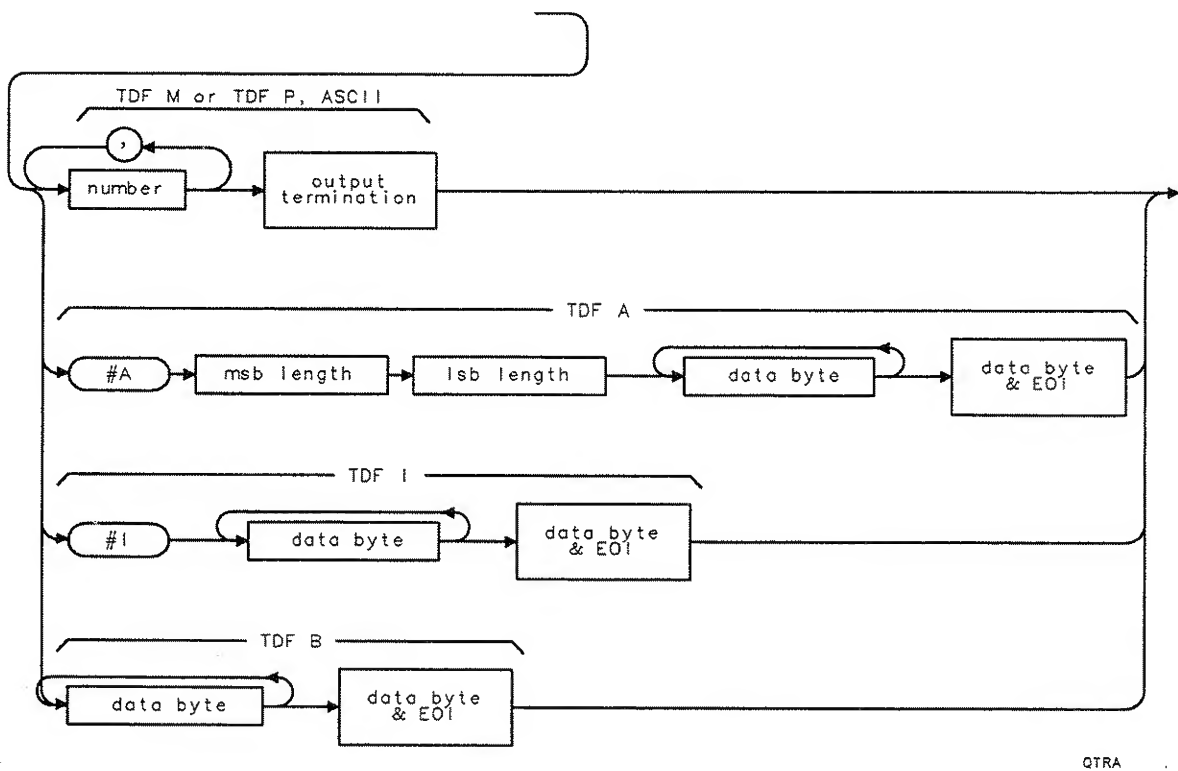 TDF M or TDF P, ASCII
,
number
output
termination
TDF A
#A
msb length
lsb length
data byte
data byte
& EOI
TDF I
#I
data byte
data byte
& EOI
TDF B
data byte
data byte
& EOI
QTRA